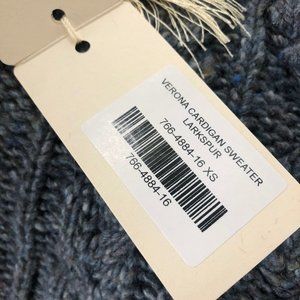 VERONA CARDIGAN SWEATER
LARKSPUR
766-4884-16 XS
766-4884-16